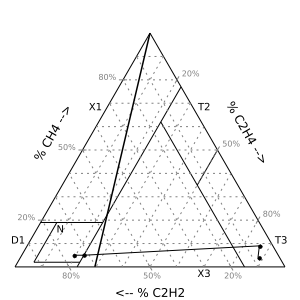 80%
20%
X1
T2
% CH4 -->
% C2H4 -->
50%
50%
20%
80%
N
D1
T3
80%
50%
X3
20%
<-- % C2H2